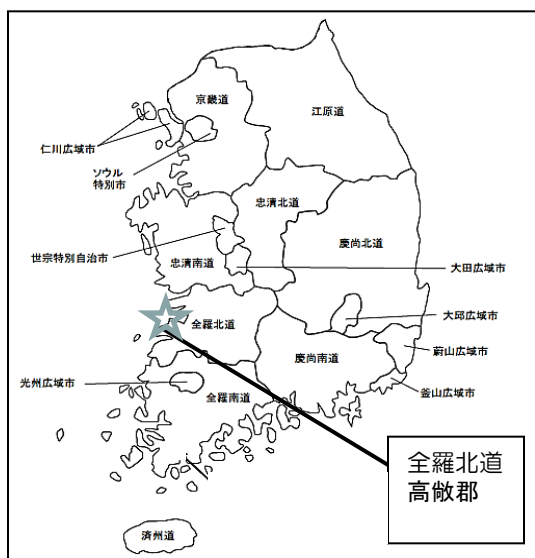 京畿道
江原道
仁川広域市
ソウル
特別市
忠清北道
慶尚北道
世宗特別自治市
忠清南道
大田広域市
全羅北道
大邱広域市
慶尚南道
蔚山広域市
光州広域市
全羅南道
釜山広域市
全羅北道
高敞郡
済州道